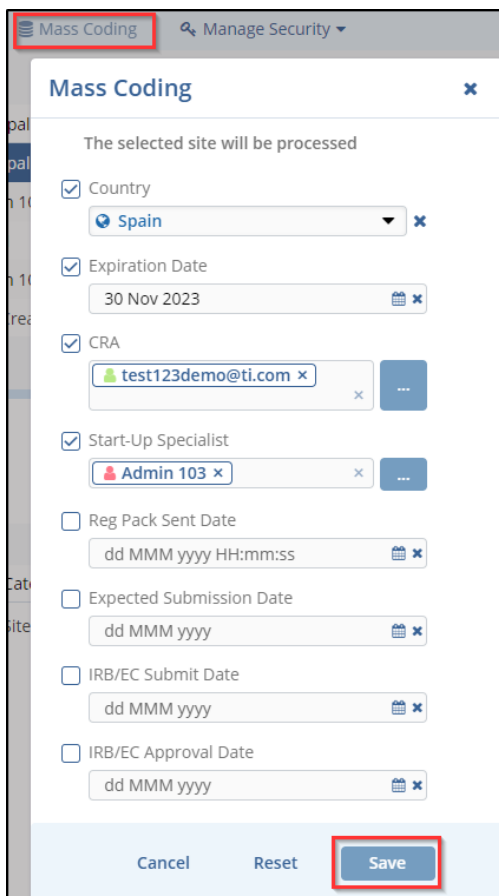 Mass Coding Manage Security
Mass Coding
The selected site will be processed
Country
Spain
Expiration Date
30 Nov 2023
CRA
test123demo@ti.com
...
Start-Up Specialist
Admin 103
...
Reg Pack Sent Date
dd MMM yyyy HH:mm:ss
Expected Submission Date
dd MMM yyyy
IRB/EC Submit Date
dd MMM yyyy
IRB/EC Approval Date
dd MMM yyyy
Cancel Reset Save